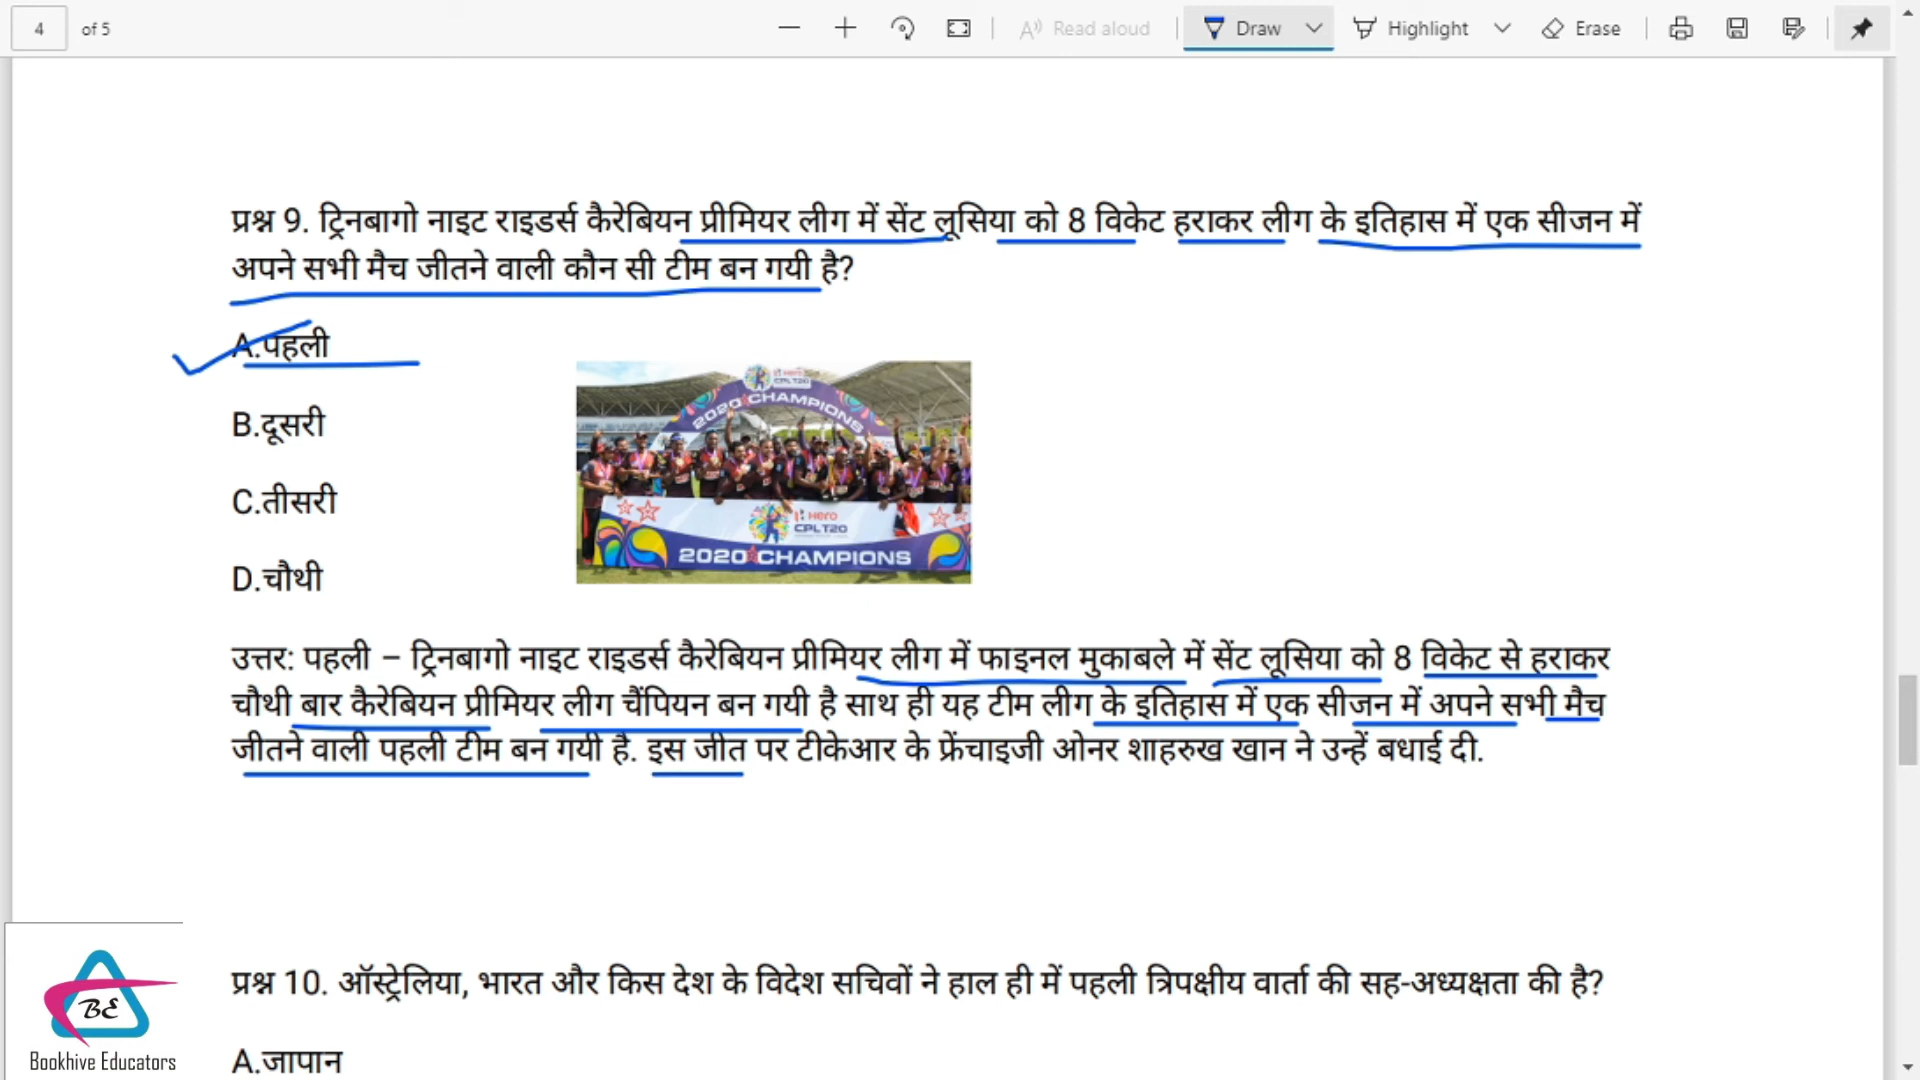 4 of 5 Read aloud Draw Highlight Erase
प्रश्न 9. ट्रिनबागो नाइट राइडर्स कैरेबियन प्रीमियर लीग में सेंट लूसिया को 8 विकेट हराकर लीग के इतिहास में एक सीजन में
अपने सभी मैच जीतने वाली कौन सी टीम बन गयी है?
A.पहली
B.दूसरी
C.तीसरी
D.चौथी
Hero
CPLT20
2020 CHAMPIONS
Hero
CPLT20
2020 CHAMPIONS
उत्तर: पहली – ट्रिनबागो नाइट राइडर्स कैरेबियन प्रीमियर लीग में फाइनल मुकाबले में सेंट लूसिया को 8 विकेट से हराकर
चौथी बार कैरेबियन प्रीमियर लीग चैंपियन बन गयी है साथ ही यह टीम लीग के इतिहास में एक सीजन में अपने सभी मैच
जीतने वाली पहली टीम बन गयी है. इस जीत पर टीकेआर के फ्रेंचाइजी ओनर शाहरुख खान ने उन्हें बधाई दी.
प्रश्न 10. ऑस्ट्रेलिया, भारत और किस देश के विदेश सचिवों ने हाल ही में पहली त्रिपक्षीय वार्ता की सह-अध्यक्षता की है?
A.जापान
BE
Bookhive Educators